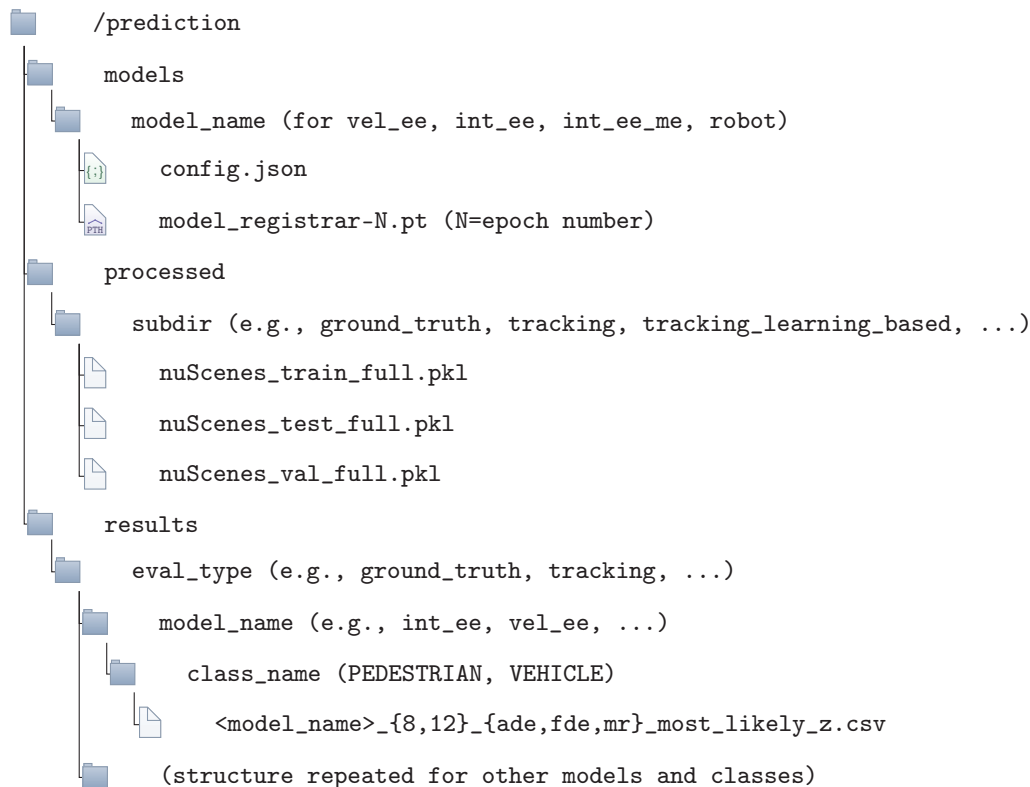 /prediction
models
model_name (for vel_ee, int_ee, int_ee_me, robot)
{;} config.json
PTH model_registrar-N.pt (N=epoch number)
processed
subdir (e.g., ground_truth, tracking, tracking_learning_based, ...)
nuScenes_train_full.pkl
nuScenes_test_full.pkl
nuScenes_val_full.pkl
results
eval_type (e.g., ground_truth, tracking, ...)
model_name (e.g., int_ee, vel_ee, ...)
class_name (PEDESTRIAN, VEHICLE)
<model_name>_{8,12}_{ade,fde,mr}_most_likely_z.csv
(structure repeated for other models and classes)